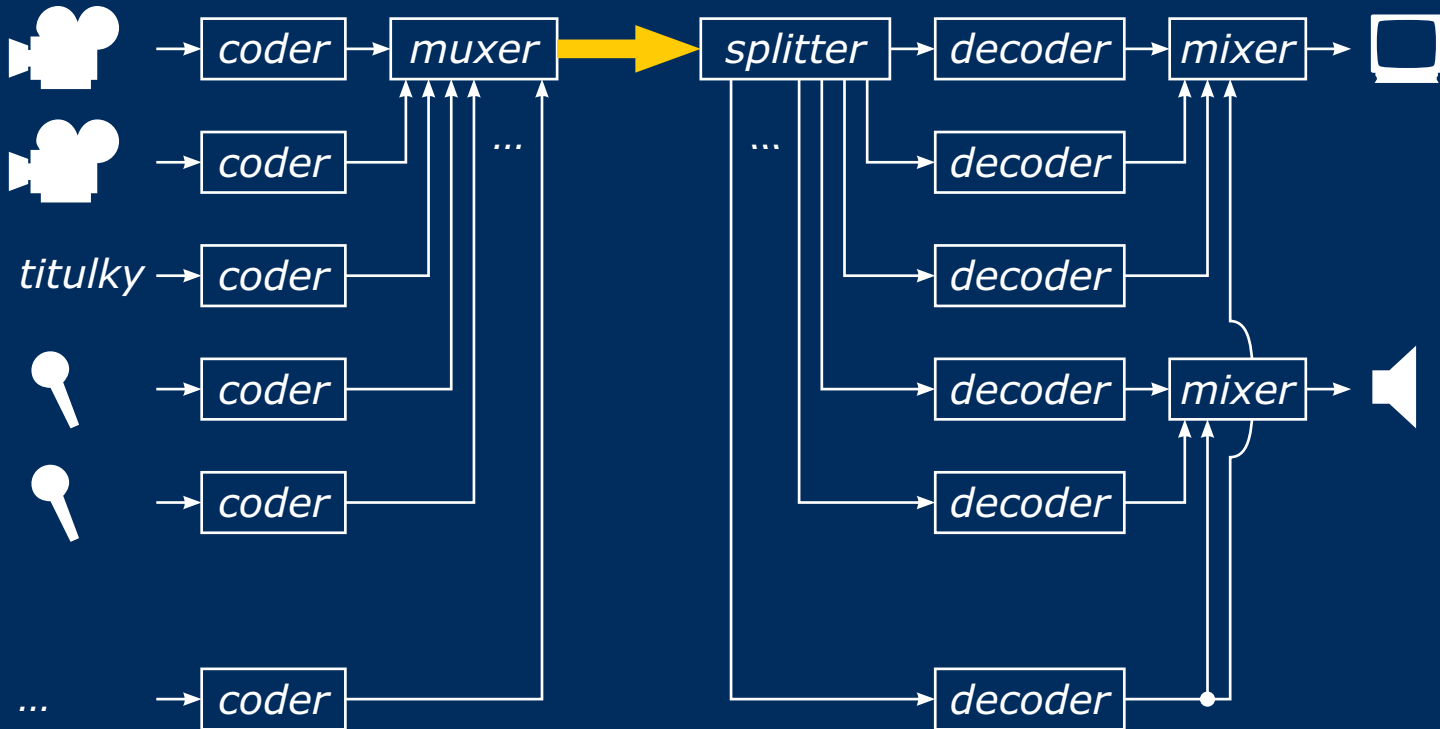 coder muxer splitter decoder mixer
coder ... ... decoder
titulky coder decoder
coder decoder mixer
coder decoder
... coder decoder